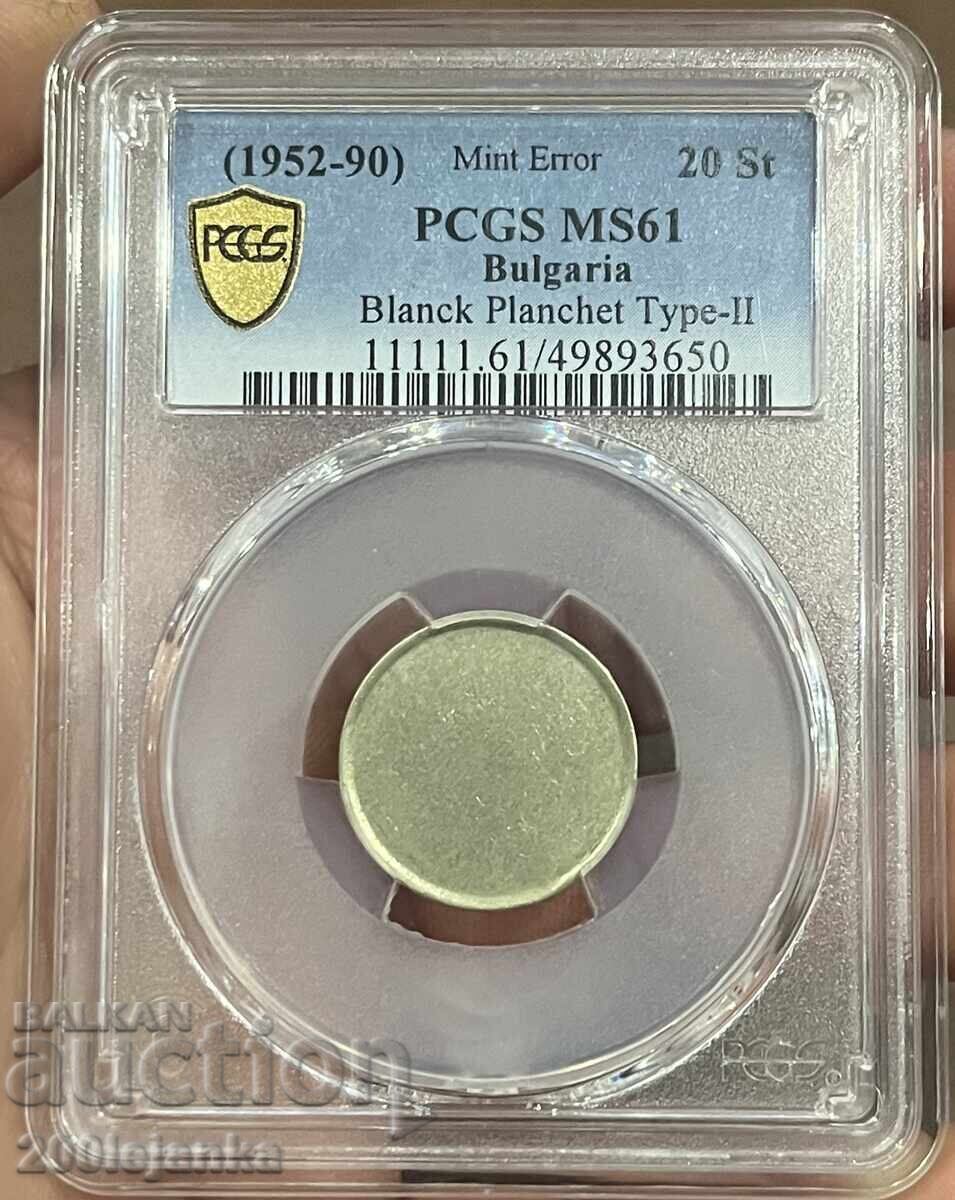 (1952-90) Mint Error 20 St
PCGS MS61
Bulgaria
Blanck Planchet Type-II
11111.61/49893650
PCGS.
PCGS
BALKAN
auction
200lejanka